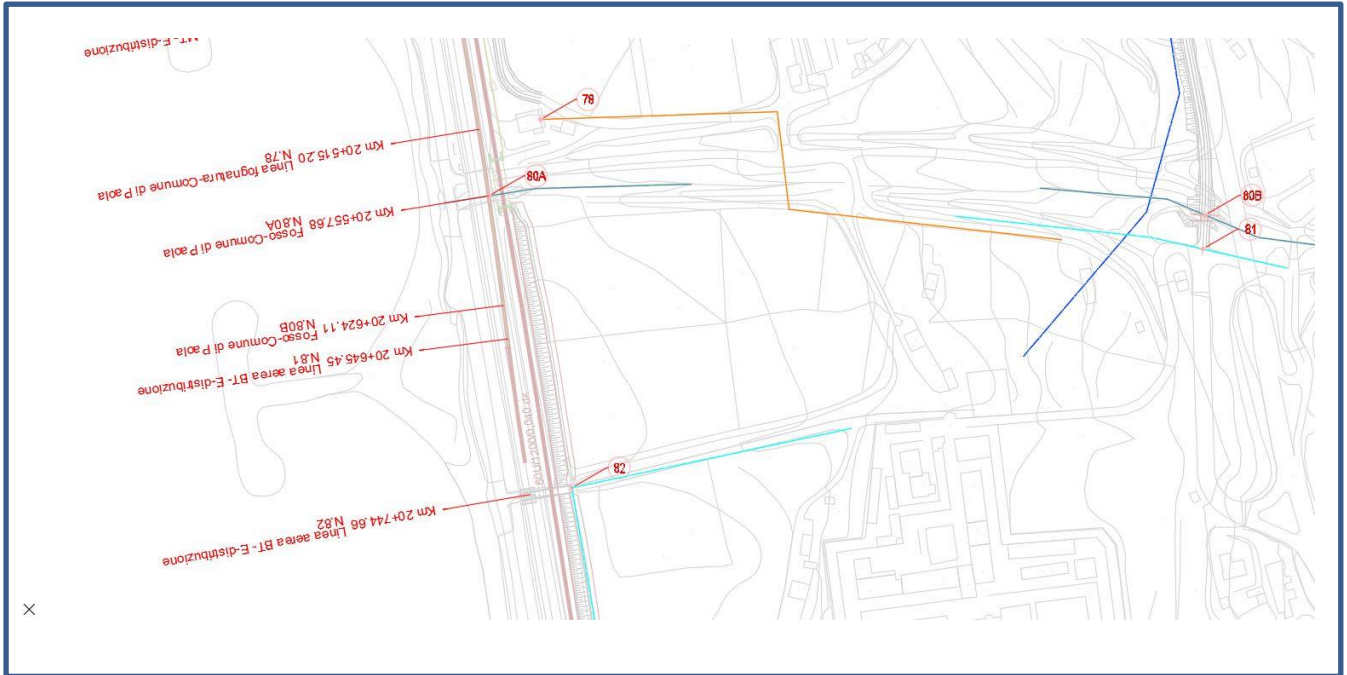 MT- E-distribuzione
78
Km 20+515.20 N.78
Linea fognatura-Comune di Paola
80A
Km 20+557.68 N.80A
Fosso-Comune di Paola
80B
81
Km 20+624.11 N.80B
Fosso-Comune di Paola
Km 20+645.45 N.81
Linea aerea BT- E-distribuzione
82
Km 20+744.66 N.82
Linea aerea BT- E-distribuzione